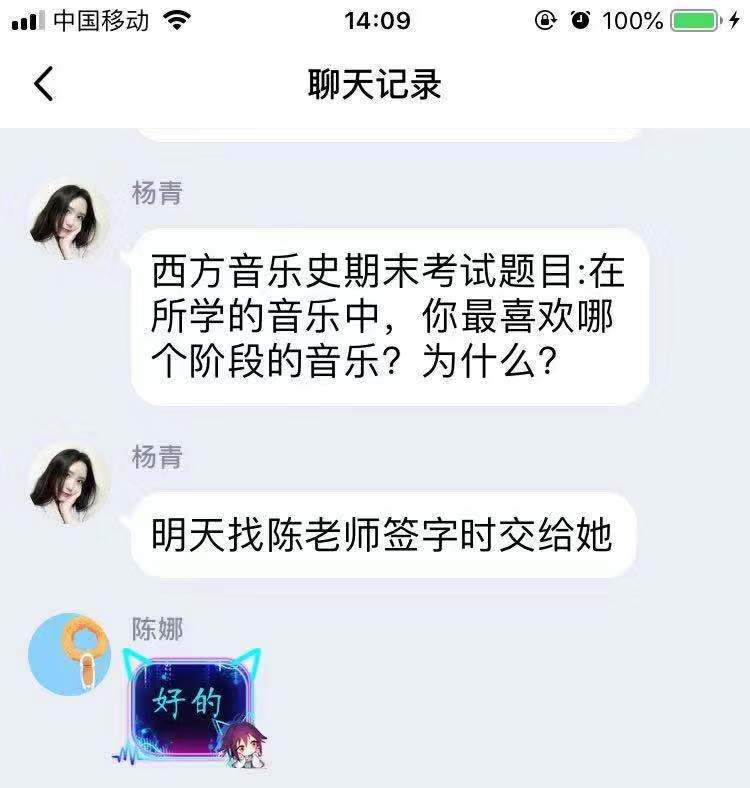 中国移动 14:09 100%
聊天记录
杨青
西方音乐史期末考试题目:在
所学的音乐中，你最喜欢哪
个阶段的音乐？为什么？
杨青
明天找陈老师签字时交给她
陈娜
好的